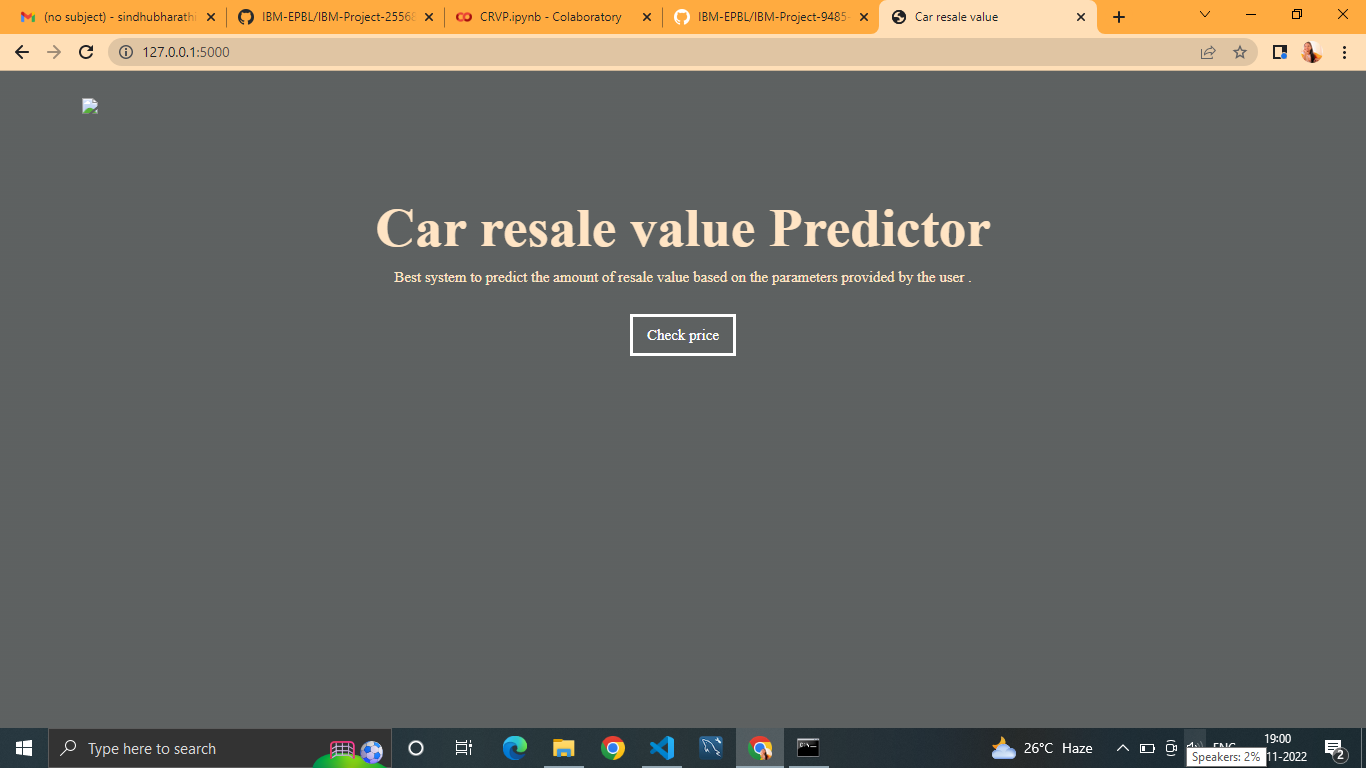 (no subject) - sindhubharathi
IBM-EPBL/IBM-Project-25568
CRVP.ipynb - Colaboratory
IBM-EPBL/IBM-Project-9485-
Car resale value
127.0.0.1:5000
Car resale value Predictor
Best system to predict the amount of resale value based on the parameters provided by the user .
Check price
Type here to search
26°C Haze
ENG
19:00
11-2022
Speakers: 2%
2